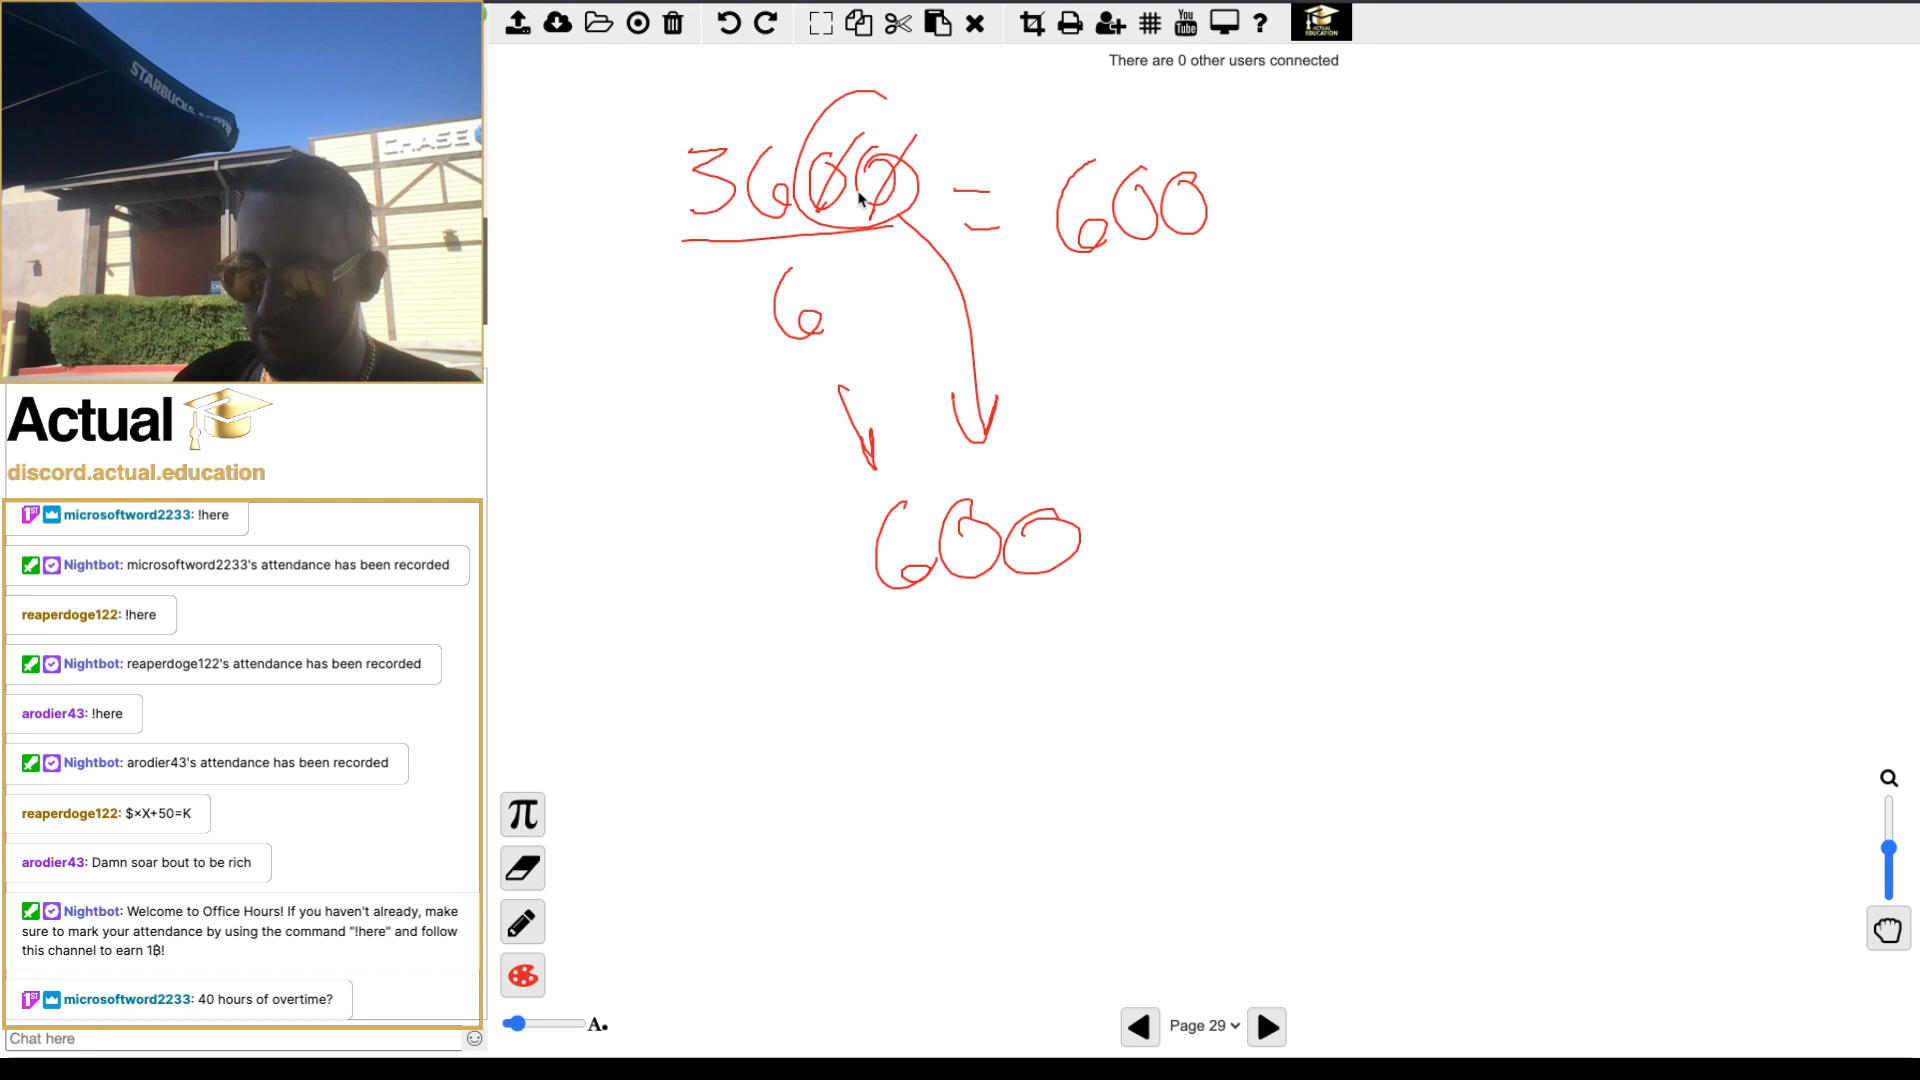 STARBUCKS
CHASE
Actual
discord.actual.education
microsoftword2233: !here
Nightbot: microsoftword2233's attendance has been recorded
reaperdoge122: !here
Nightbot: reaperdoge122's attendance has been recorded
arodier43: !here
Nightbot: arodier43's attendance has been recorded
reaperdoge122: $×X+50=K
arodier43: Damn soar bout to be rich
Nightbot: Welcome to Office Hours! If you haven't already, make
sure to mark your attendance by using the command "!here" and follow
this channel to earn 1₿!
microsoftword2233: 40 hours of overtime?
Chat here
You
Tube
?
ACTUAL
EDUCATION
There are 0 other users connected
3600 = 600
6
600
π
A.
Page 29